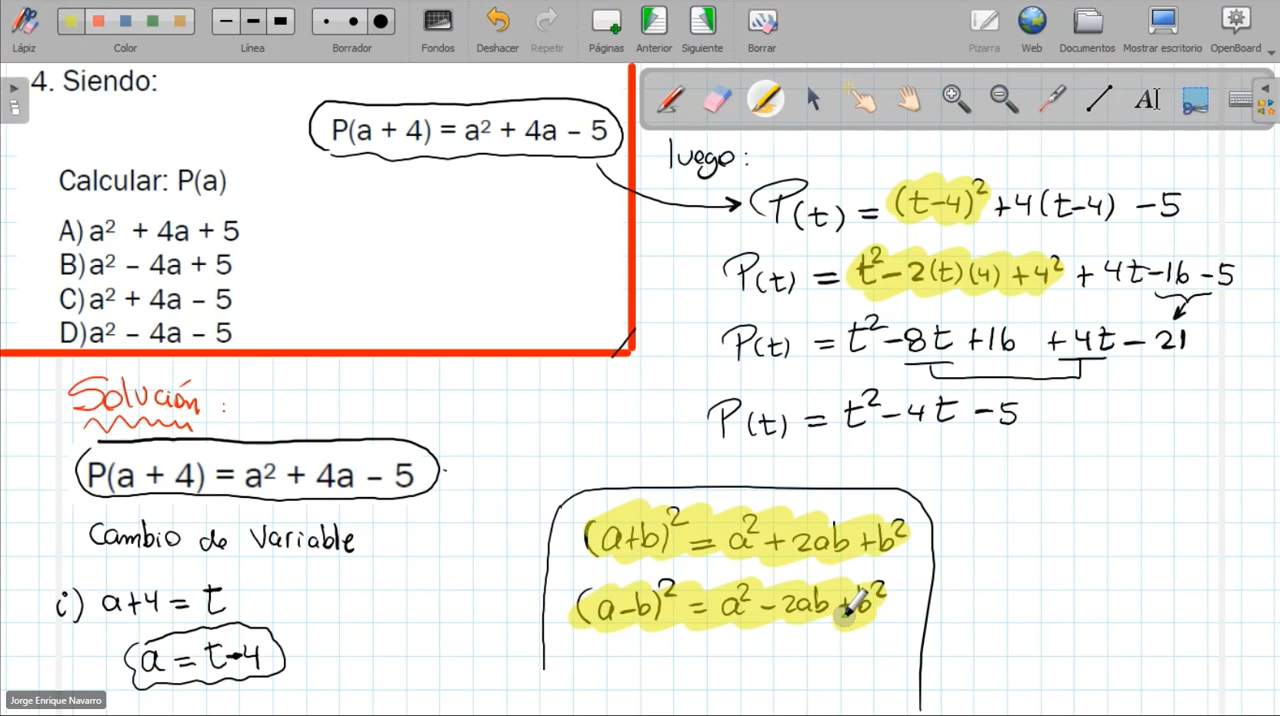 Lápiz Color Línea Borrador Fondos Deshacer Repetir Páginas Anterior Siguiente Borrar Pizarra Web Documentos Mostrar escritorio OpenBoard
4. Siendo:
P(a + 4) = a² + 4a – 5
Calcular: P(a)
A) a² + 4a + 5
B) a² – 4a + 5
C) a² + 4a – 5
D) a² – 4a – 5
Solución :
P(a + 4) = a² + 4a – 5
Cambio de Variable
i) a+4 = t
a = t-4
luego:
P(t) = (t-4)² +4(t-4) -5
P(t) = t² -2(t)(4) +4² + 4t -16 -5
P(t) = t² -8t +16 +4t - 21
P(t) = t² -4t -5
(a+b)² = a² + 2ab +b²
(a-b)² = a² - 2ab +b²
Jorge Enrique Navarro